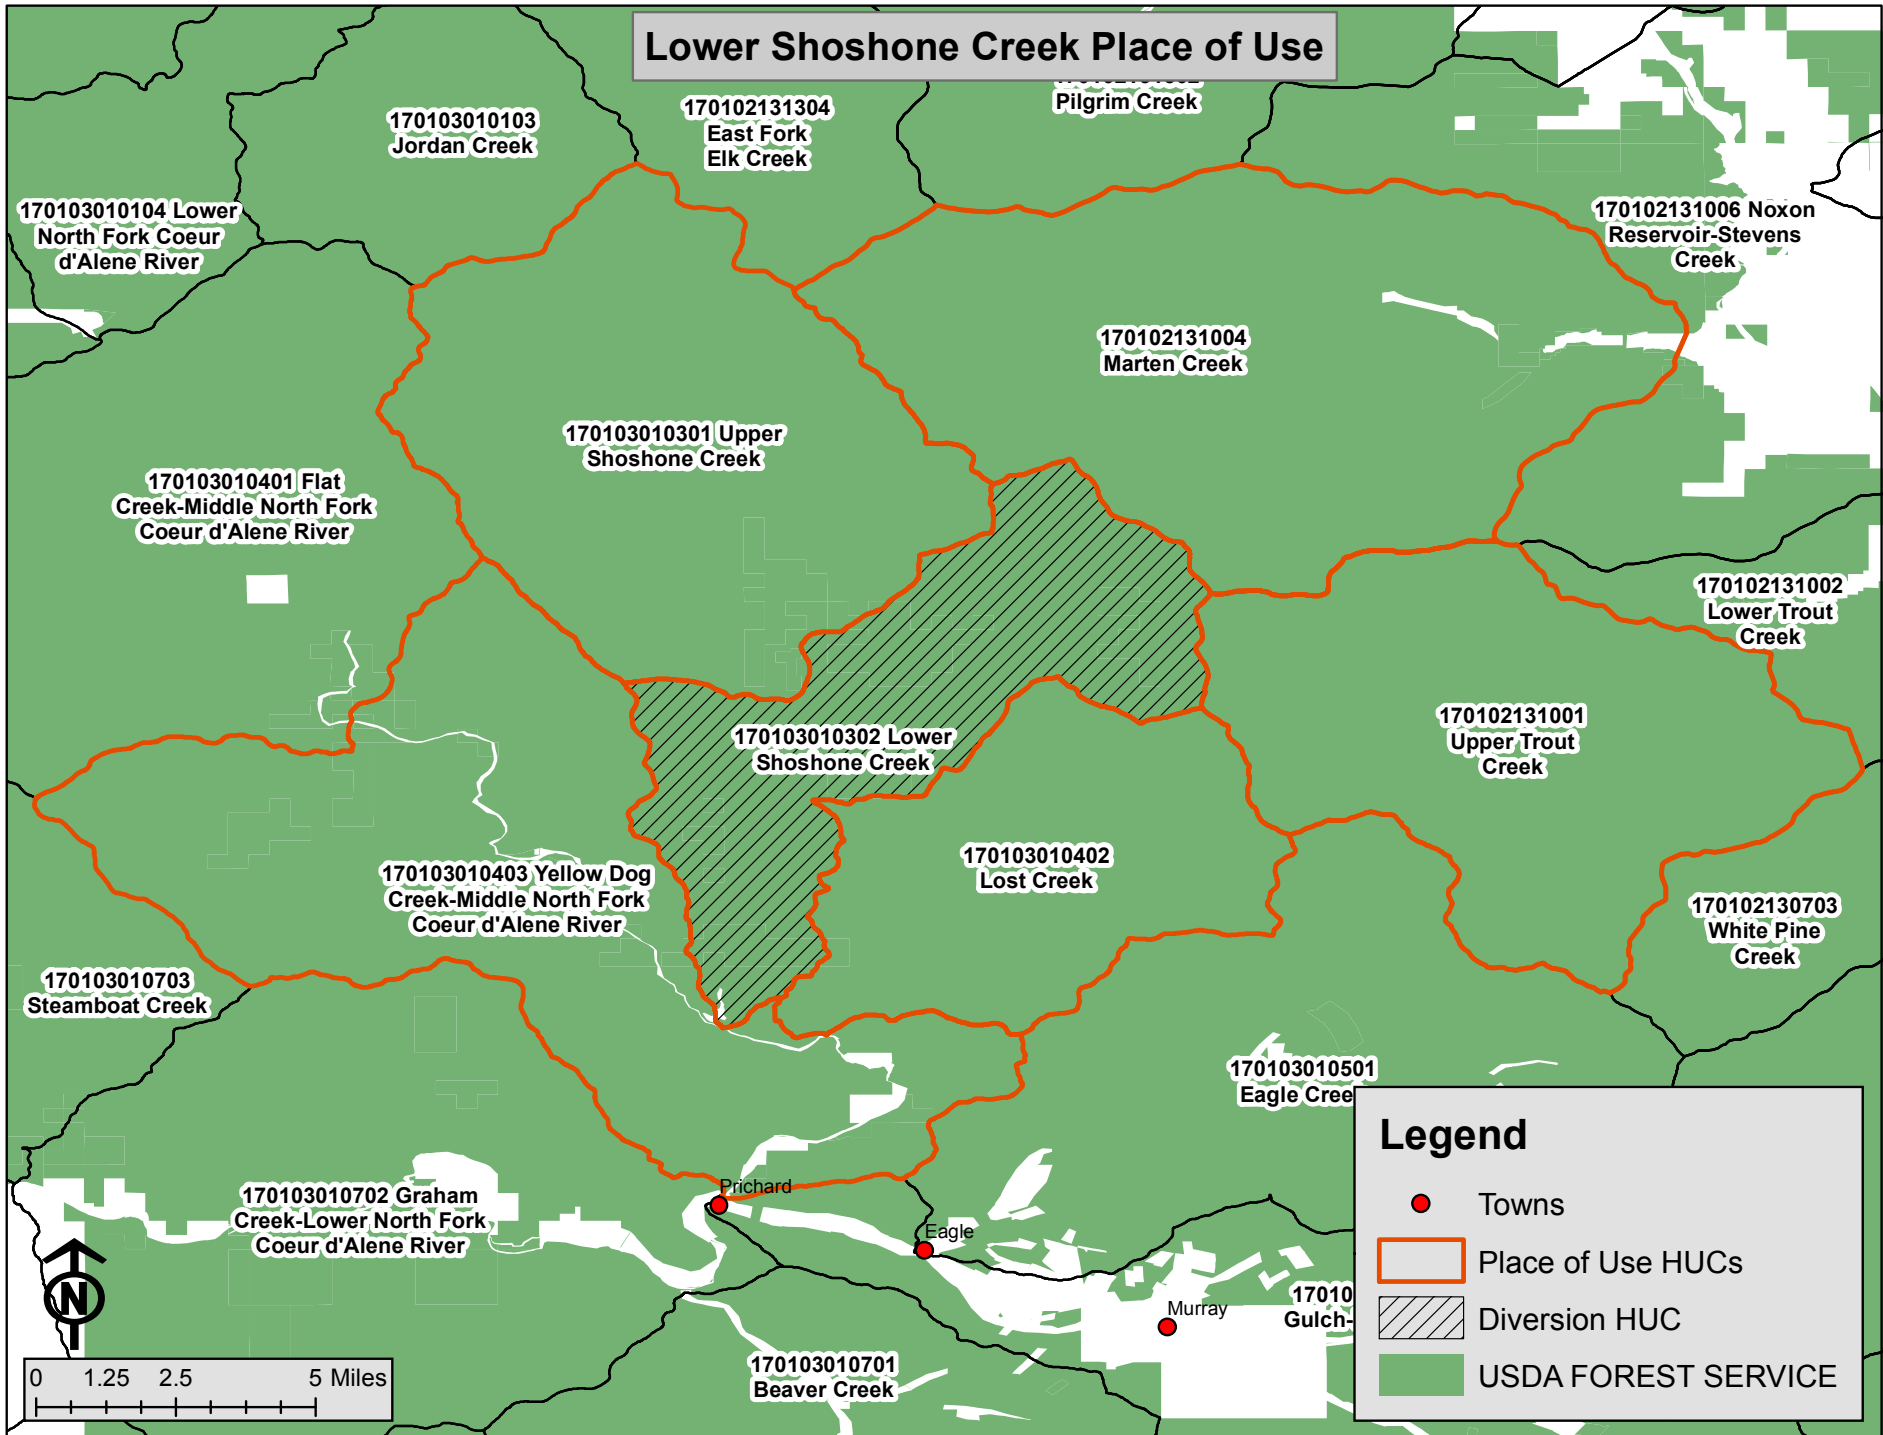 Lower Shoshone Creek Place of Use
Pilgrim Creek
170103010103
Jordan Creek
170102131304
East Fork
Elk Creek
170103010104 Lower
North Fork Coeur
d'Alene River
170102131006 Noxon
Reservoir-Stevens
Creek
170102131004
Marten Creek
170103010301 Upper
Shoshone Creek
170103010401 Flat
Creek-Middle North Fork
Coeur d'Alene River
170102131002
Lower Trout
Creek
170103010302 Lower
Shoshone Creek
170102131001
Upper Trout
Creek
170103010402
Lost Creek
170103010403 Yellow Dog
Creek-Middle North Fork
Coeur d'Alene River
170102130703
White Pine
Creek
170103010703
Steamboat Creek
170103010501
Eagle Cree
170103010702 Graham
Creek-Lower North Fork
Coeur d'Alene River
Prichard
Eagle
Murray
17010
Gulch-
170103010701
Beaver Creek
N
0 1.25 2.5 5 Miles
Legend
Towns
Place of Use HUCs
Diversion HUC
USDA FOREST SERVICE